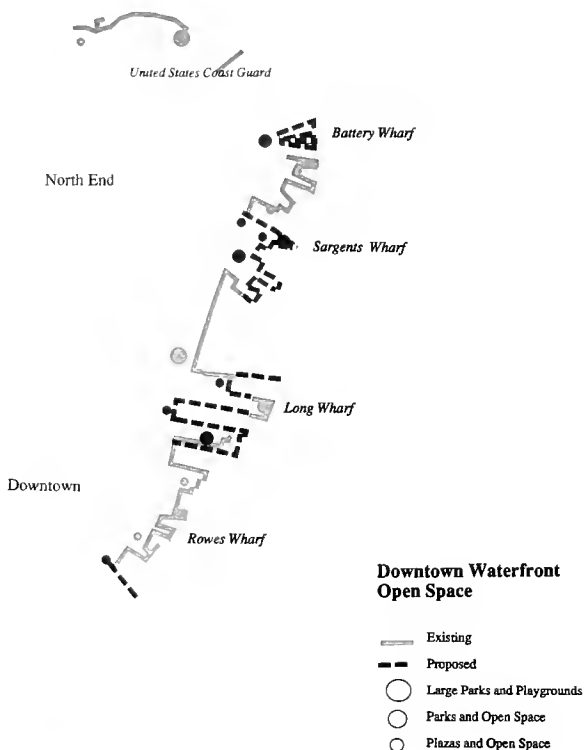 United States Coast Guard
Battery Wharf
North End
Sargents Wharf
Long Wharf
Downtown
Rowes Wharf
Downtown Waterfront
Open Space
Existing
Proposed
Large Parks and Playgrounds
Parks and Open Space
Plazas and Open Space